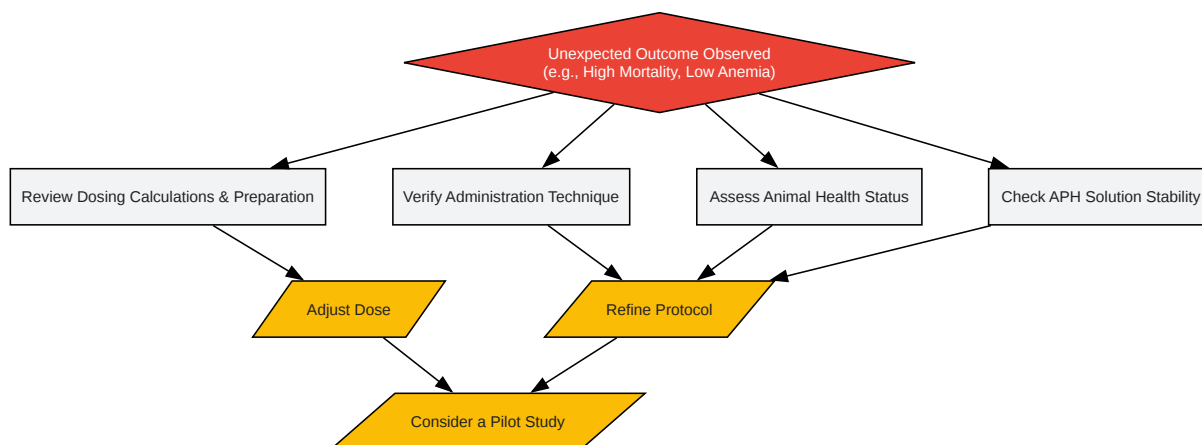 Unexpected Outcome Observed
(e.g., High Mortality, Low Anemia)
Review Dosing Calculations & Preparation
Verify Administration Technique
Assess Animal Health Status
Check APH Solution Stability
Adjust Dose
Refine Protocol
Consider a Pilot Study